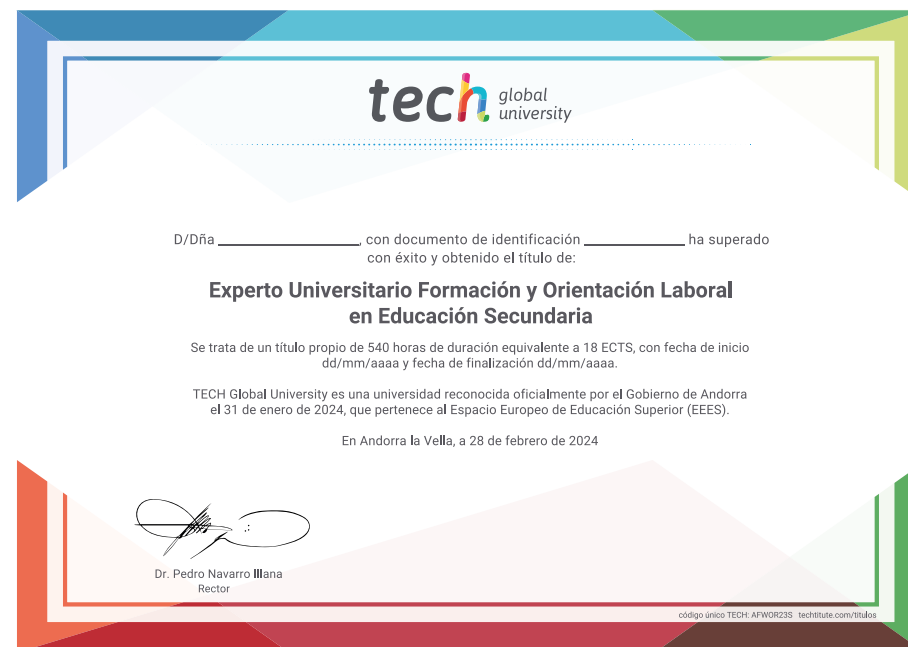 tech global
university
D/Dña ____________________, con documento de identificación ______________ ha superado
con éxito y obtenido el título de:
Experto Universitario Formación y Orientación Laboral
en Educación Secundaria
Se trata de un título propio de 540 horas de duración equivalente a 18 ECTS, con fecha de inicio
dd/mm/aaaa y fecha de finalización dd/mm/aaaa.
TECH Global University es una universidad reconocida oficialmente por el Gobierno de Andorra
el 31 de enero de 2024, que pertenece al Espacio Europeo de Educación Superior (EEES).
En Andorra la Vella, a 28 de febrero de 2024
Dr. Pedro Navarro Illana
Rector
código único TECH: AFWOR23S techtitute.com/titulos